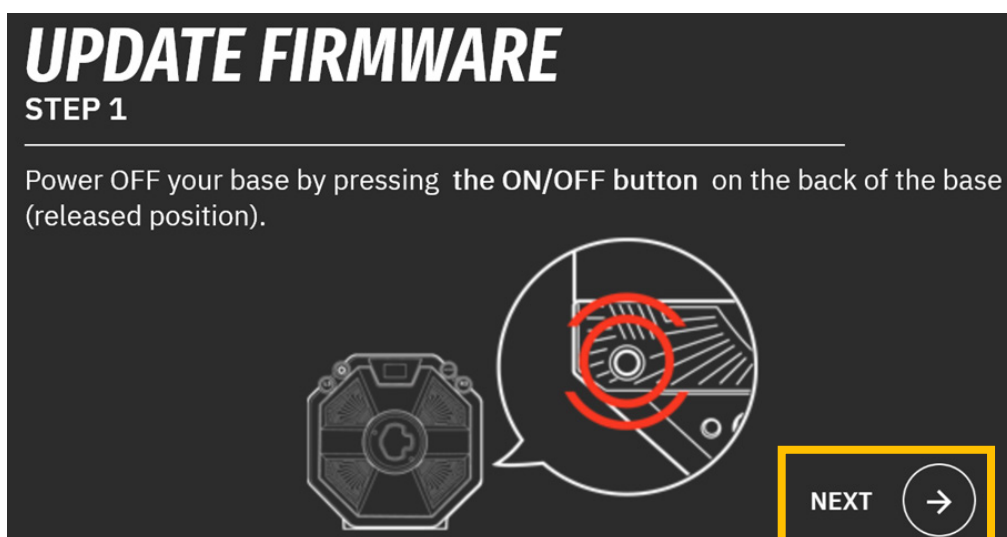 UPDATE FIRMWARE
STEP 1
Power OFF your base by pressing the ON/OFF button on the back of the base
(released position).
NEXT